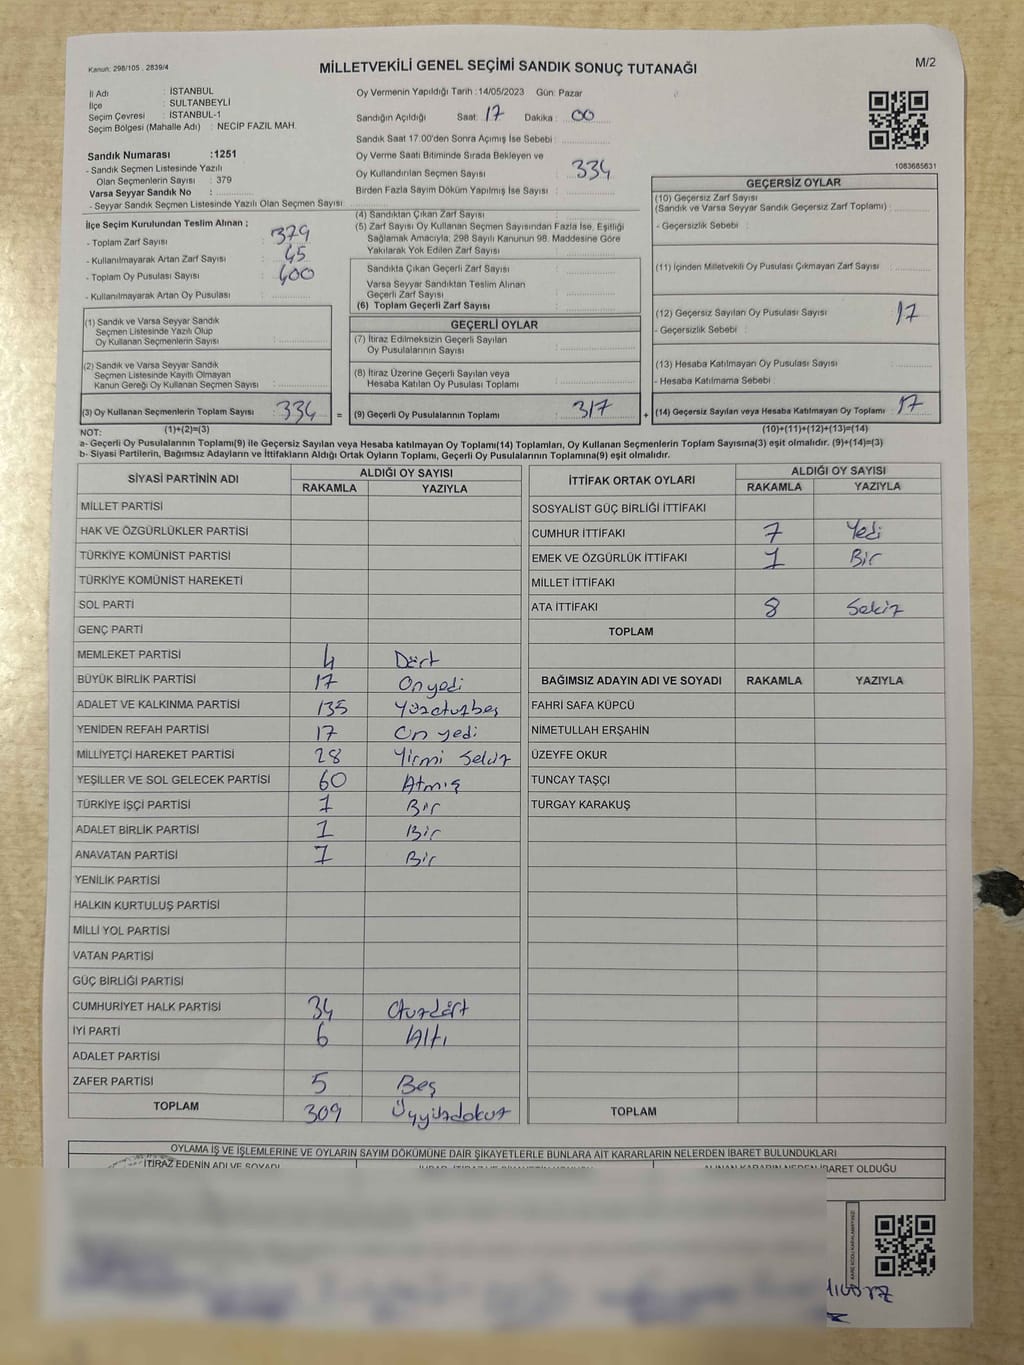 Kanun: 298/105 , 2839/4
MİLLETVEKİLİ GENEL SEÇİMİ SANDIK SONUÇ TUTANAĞI
M/2
İl Adı : İSTANBUL
İlçe : SULTANBEYLİ
Seçim Çevresi : İSTANBUL-1
Seçim Bölgesi (Mahalle Adı) : NECİP FAZIL MAH.
Sandık Numarası :1251
- Sandık Seçmen Listesinde Yazılı
Olan Seçmenlerin Sayısı : 379
Varsa Seyyar Sandık No :
- Seyyar Sandık Seçmen Listesinde Yazılı Olan Seçmen Sayısı :
Oy Vermenin Yapıldığı Tarih :14/05/2023 Gün: Pazar
Sandığın Açıldığı Saat: 17 Dakika : 00
Sandık Saat 17.00'den Sonra Açılmış İse Sebebi :
Oy Verme Saati Bitiminde Sırada Bekleyen ve
Oy Kullandırılan Seçmen Sayısı : 334
Birden Fazla Sayım Döküm Yapılmış İse Sayısı :
1083685631
İlçe Seçim Kurulundan Teslim Alınan ;
- Toplam Zarf Sayısı : 379
- Kullanılmayarak Artan Zarf Sayısı : 45
- Toplam Oy Pusulası Sayısı : 400
- Kullanılmayarak Artan Oy Pusulası :
(1) Sandık ve Varsa Seyyar Sandık
Seçmen Listesinde Yazılı Olup
Oy Kullanan Seçmenlerin Sayısı :
(2) Sandık ve Varsa Seyyar Sandık
Seçmen Listesinde Kayıtlı Olmayan
Kanun Gereği Oy Kullanan Seçmen Sayısı :
(3) Oy Kullanan Seçmenlerin Toplam Sayısı : 334 =
(1)+(2)=(3)
(4) Sandıktan Çıkan Zarf Sayısı :
(5) Zarf Sayısı Oy Kullanan Seçmen Sayısından Fazla İse, Eşitliği
Sağlamak Amacıyla, 298 Sayılı Kanunun 98. Maddesine Göre
Yakılarak Yok Edilen Zarf Sayısı :
Sandıkta Çıkan Geçerli Zarf Sayısı :
Varsa Seyyar Sandıktan Teslim Alınan
Geçerli Zarf Sayısı :
(6) Toplam Geçerli Zarf Sayısı :
GEÇERLİ OYLAR
(7) İtiraz Edilmeksizin Geçerli Sayılan
Oy Pusulalarının Sayısı :
(8) İtiraz Üzerine Geçerli Sayılan veya
Hesaba Katılan Oy Pusulası Toplamı :
(9) Geçerli Oy Pusulalarının Toplamı : 317 +
GEÇERSİZ OYLAR
(10) Geçersiz Zarf Sayısı
(Sandık ve Varsa Seyyar Sandık Geçersiz Zarf Toplamı) :
- Geçersizlik Sebebi :
(11) İçinden Milletvekili Oy Pusulası Çıkmayan Zarf Sayısı :
(12) Geçersiz Sayılan Oy Pusulası Sayısı : 17
- Geçersizlik Sebebi :
(13) Hesaba Katılmayan Oy Pusulası Sayısı :
- Hesaba Katılmama Sebebi :
(14) Geçersiz Sayılan veya Hesaba Katılmayan Oy Toplamı : 17
(10)+(11)+(12)+(13)=(14)
NOT:
a- Geçerli Oy Pusulalarının Toplamı(9) ile Geçersiz Sayılan veya Hesaba katılmayan Oy Toplamı(14) Toplamları, Oy Kullanan Seçmenlerin Toplam Sayısına(3) eşit olmalıdır. (9)+(14)=(3)
b- Siyasi Partilerin, Bağımsız Adayların ve İttifakların Aldığı Ortak Oyların Toplamı, Geçerli Oy Pusulalarının Toplamına(9) eşit olmalıdır.
SİYASİ PARTİNİN ADI ALDIĞI OY SAYISI
RAKAMLA YAZIYLA
MİLLET PARTİSİ
HAK VE ÖZGÜRLÜKLER PARTİSİ
TÜRKİYE KOMÜNİST PARTİSİ
TÜRKİYE KOMÜNİST HAREKETİ
SOL PARTİ
GENÇ PARTİ
MEMLEKET PARTİSİ 4 Dört
BÜYÜK BİRLİK PARTİSİ 17 Onyedi
ADALET VE KALKINMA PARTİSİ 135 Yüzotuzbeş
YENİDEN REFAH PARTİSİ 17 On yedi
MİLLİYETÇİ HAREKET PARTİSİ 28 Yirmi Sekiz
YEŞİLLER VE SOL GELECEK PARTİSİ 60 Atmış
TÜRKİYE İŞÇİ PARTİSİ 1 Bir
ADALET BİRLİK PARTİSİ 1 Bir
ANAVATAN PARTİSİ 1 Bir
YENİLİK PARTİSİ
HALKIN KURTULUŞ PARTİSİ
MİLLİ YOL PARTİSİ
VATAN PARTİSİ
GÜÇ BİRLİĞİ PARTİSİ
CUMHURİYET HALK PARTİSİ 34 Otuzdört
İYİ PARTİ 6 Altı
ADALET PARTİSİ
ZAFER PARTİSİ 5 Beş
TOPLAM 309 Üçyüzdokuz
İTTİFAK ORTAK OYLARI ALDIĞI OY SAYISI
RAKAMLA YAZIYLA
SOSYALİST GÜÇ BİRLİĞİ İTTİFAKI
CUMHUR İTTİFAKI 7 Yedi
EMEK VE ÖZGÜRLÜK İTTİFAKI 1 Bir
MİLLET İTTİFAKI
ATA İTTİFAKI 8 Sekiz
TOPLAM
BAĞIMSIZ ADAYIN ADI VE SOYADI RAKAMLA YAZIYLA
FAHRİ SAFA KÜPCÜ
NİMETULLAH ERŞAHİN
ÜZEYFE OKUR
TUNCAY TAŞÇI
TURGAY KARAKUŞ
TOPLAM
OYLAMA İŞ VE İŞLEMLERİNE VE OYLARIN SAYIM DÖKÜMÜNE DAİR ŞİKAYETLERLE BUNLARA AİT KARARLARIN NELERDEN İBARET BULUNDUKLARI
İTİRAZ EDENİN ADI VE SOYADI
ALINAN KARARIN NEDEN İBARET OLDUĞU